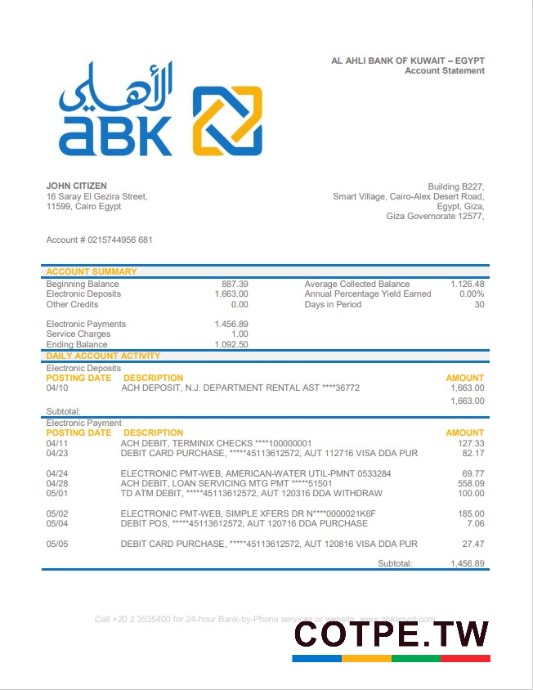 AL AHLI BANK OF KUWAIT – EGYPT
Account Statement
الأهلي
aBK
JOHN CITIZEN
16 Saray El Gezira Street,
11599, Cairo Egypt
Building B227,
Smart Village, Cairo-Alex Desert Road,
Egypt, Giza,
Giza Governorate 12577,
Account # 0215744956 681
ACCOUNT SUMMARY
Beginning Balance 887.39 Average Collected Balance 1.126.48
Electronic Deposits 1.663.00 Annual Percentage Yield Earned 0.00%
Other Credits 0.00 Days in Period 30
Electronic Payments 1.456.89
Service Charges 1.00
Ending Balance 1.092.50
DAILY ACCOUNT ACTIVITY
Electronic Deposits
POSTING DATE DESCRIPTION AMOUNT
04/10 ACH DEPOSIT, N.J. DEPARTMENT RENTAL AST ****36772 1,663.00
1,663.00
Subtotal:
Electronic Payment
POSTING DATE DESCRIPTION AMOUNT
04/11 ACH DEBIT, TERMINIX CHECKS ****100000001 127.33
04/23 DEBIT CARD PURCHASE, *****45113612572, AUT 112716 VISA DDA PUR 82.17
04/24 ELECTRONIC PMT-WEB, AMERICAN-WATER UTIL-PMNT 0533284 69.77
04/28 ACH DEBIT, LOAN SERVICING MTG PMT *****51501 558.09
05/01 TD ATM DEBIT, *****45113612572, AUT 120316 DDA WITHDRAW 100.00
05/02 ELECTRONIC PMT-WEB, SIMPLE XFERS DR N****0000021K6F 185.00
05/04 DEBIT POS, *****45113612572, AUT 120716 DDA PURCHASE 7.06
05/05 DEBIT CARD PURCHASE, *****45113612572, AUT 120816 VISA DDA PUR 27.47
Subtotal: 1,456.89
Call +20 2 3535400 for 24-hour Bank-by-Phone services or website
COTPE.TW